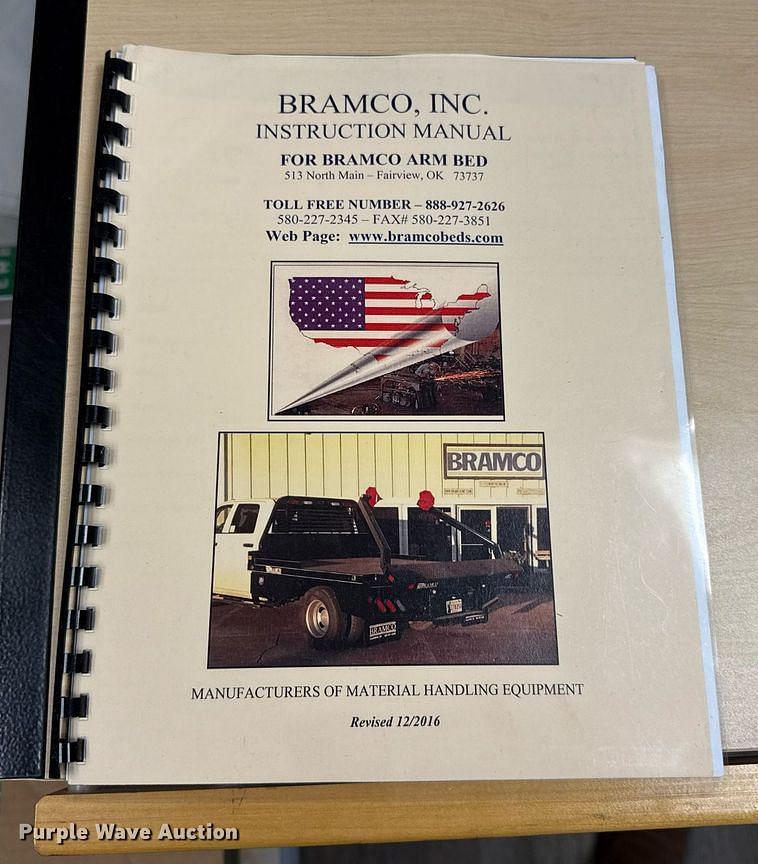 BRAMCO, INC.
INSTRUCTION MANUAL
FOR BRAMCO ARM BED
513 North Main – Fairview, OK 73737
TOLL FREE NUMBER – 888-927-2626
580-227-2345 – FAX# 580-227-3851
Web Page: www.bramcobeds.com
BRAMCO
BRAMCO
MANUFACTURERS OF MATERIAL HANDLING EQUIPMENT
Revised 12/2016
Purple Wave Auction